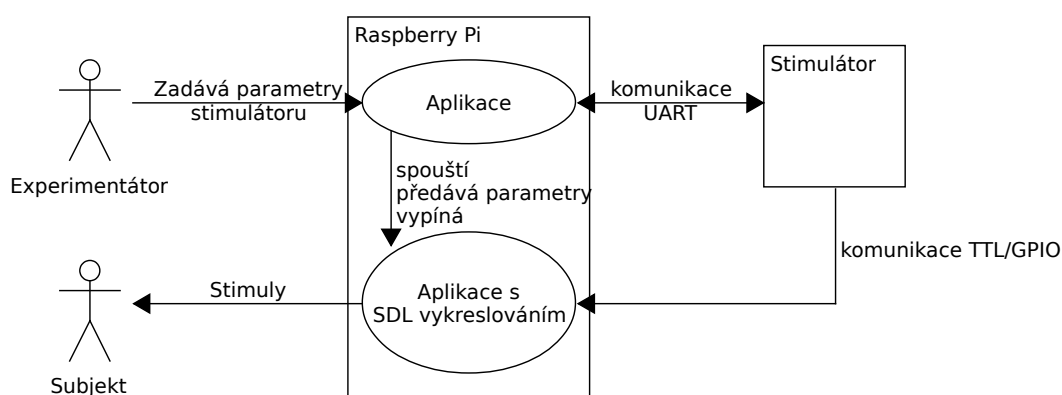 Raspberry Pi
Stimulátor
Zadává parametry
stimulátoru
Aplikace
komunikace
UART
Experimentátor
spouští
předává parametry
vypíná
komunikace TTL/GPIO
Stimuly
Aplikace s
SDL vykreslováním
Subjekt